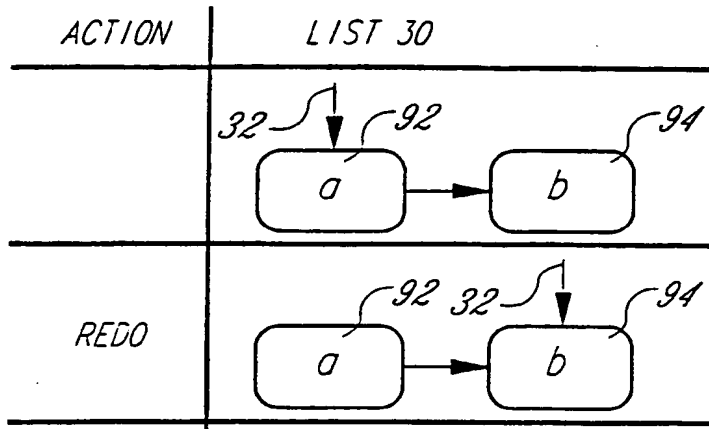 ACTION LIST 30
32 92 94
a b
92 32 94
REDO a b